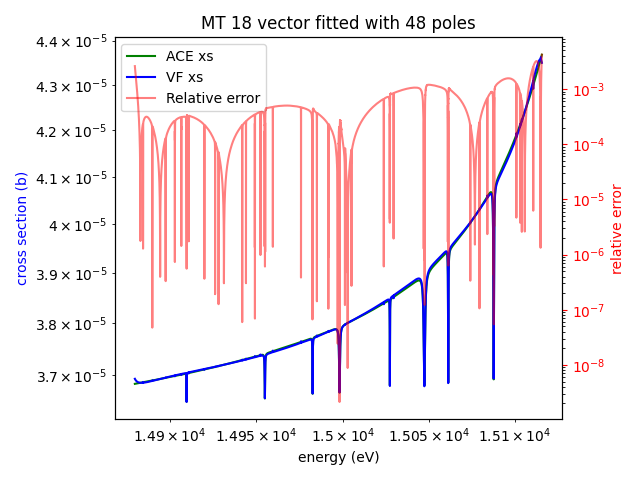 MT 18 vector fitted with 48 poles
ACE xs
VF xs
Relative error
4.4 × 10⁻⁵
4.3 × 10⁻⁵
4.2 × 10⁻⁵
4.1 × 10⁻⁵
4 × 10⁻⁵
3.9 × 10⁻⁵
3.8 × 10⁻⁵
3.7 × 10⁻⁵
cross section (b)
10⁻³
10⁻⁴
10⁻⁵
10⁻⁶
10⁻⁷
10⁻⁸
relative error
1.49 × 10⁴ 1.495 × 10⁴ 1.5 × 10⁴ 1.505 × 10⁴ 1.51 × 10⁴
energy (eV)